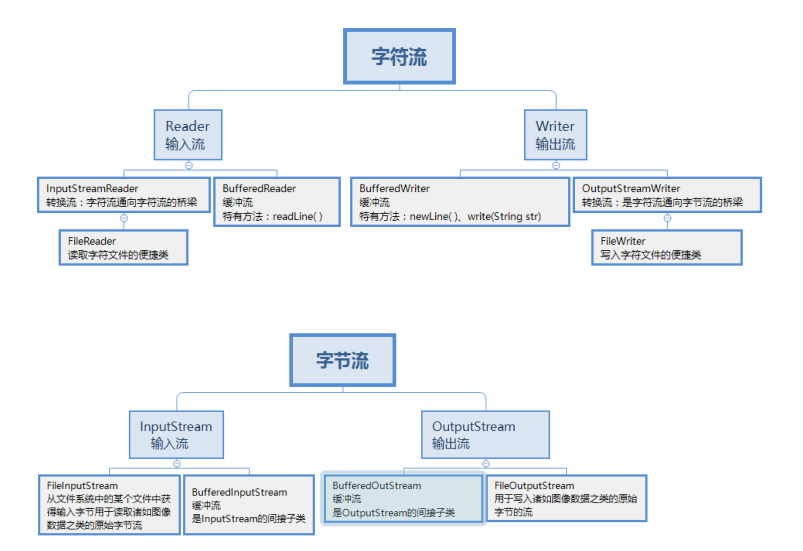 字符流
Reader
输入流
Writer
输出流
InputStreamReader
转换流：字符流通向字符流的桥梁
BufferedReader
缓冲流
特有方法：readLine( )
BufferedWriter
缓冲流
特有方法：newLine( )、write(String str)
OutputStreamWriter
转换流：是字符流通向字节流的桥梁
FileReader
读取字符文件的便捷类
FileWriter
写入字符文件的便捷类
字节流
InputStream
输入流
OutputStream
输出流
FileInputStream
从文件系统中的某个文件中获
得输入字节用于读取诸如图像
数据之类的原始字节流
BufferedInputStream
缓冲流
是InputStream的间接子类
BufferedOutStream
缓冲流
是OutputStream的间接子类
FileOutputStream
用于写入诸如图像数据之类的原始
字节的流